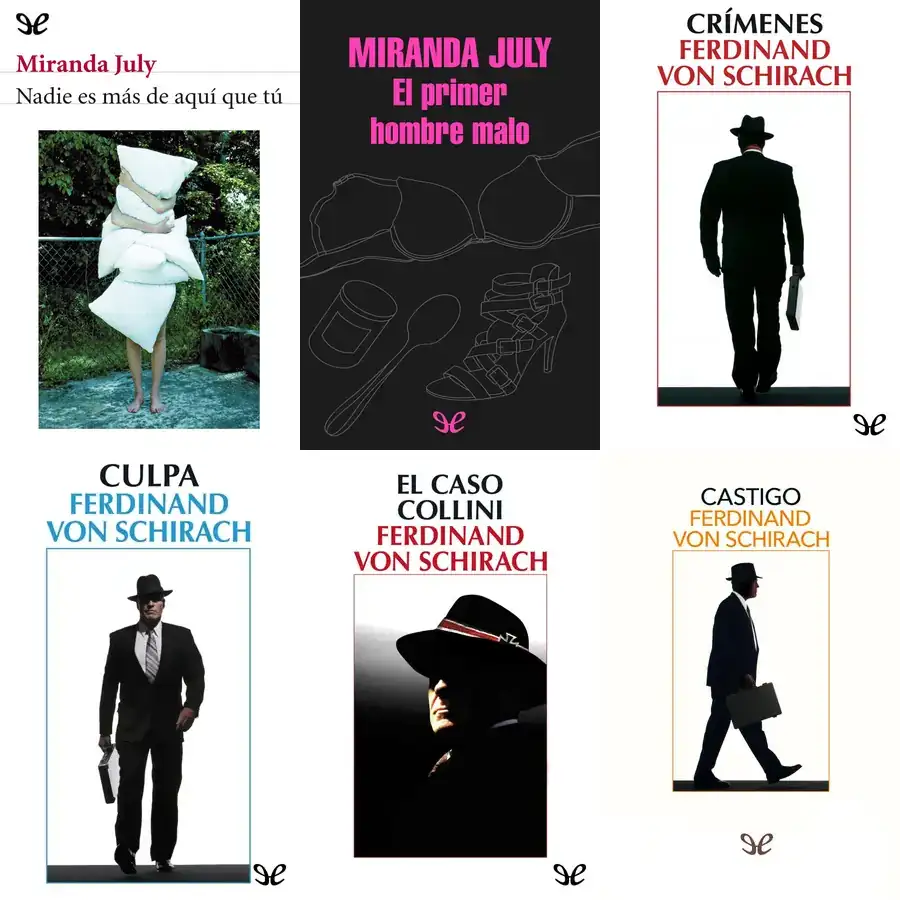 Miranda July
Nadie es más de aquí que tú
MIRANDA JULY
El primer
hombre malo
CRÍMENES
FERDINAND
VON SCHIRACH
CULPA
FERDINAND
VON SCHIRACH
EL CASO
COLLINI
FERDINAND
VON SCHIRACH
CASTIGO
FERDINAND
VON SCHIRACH